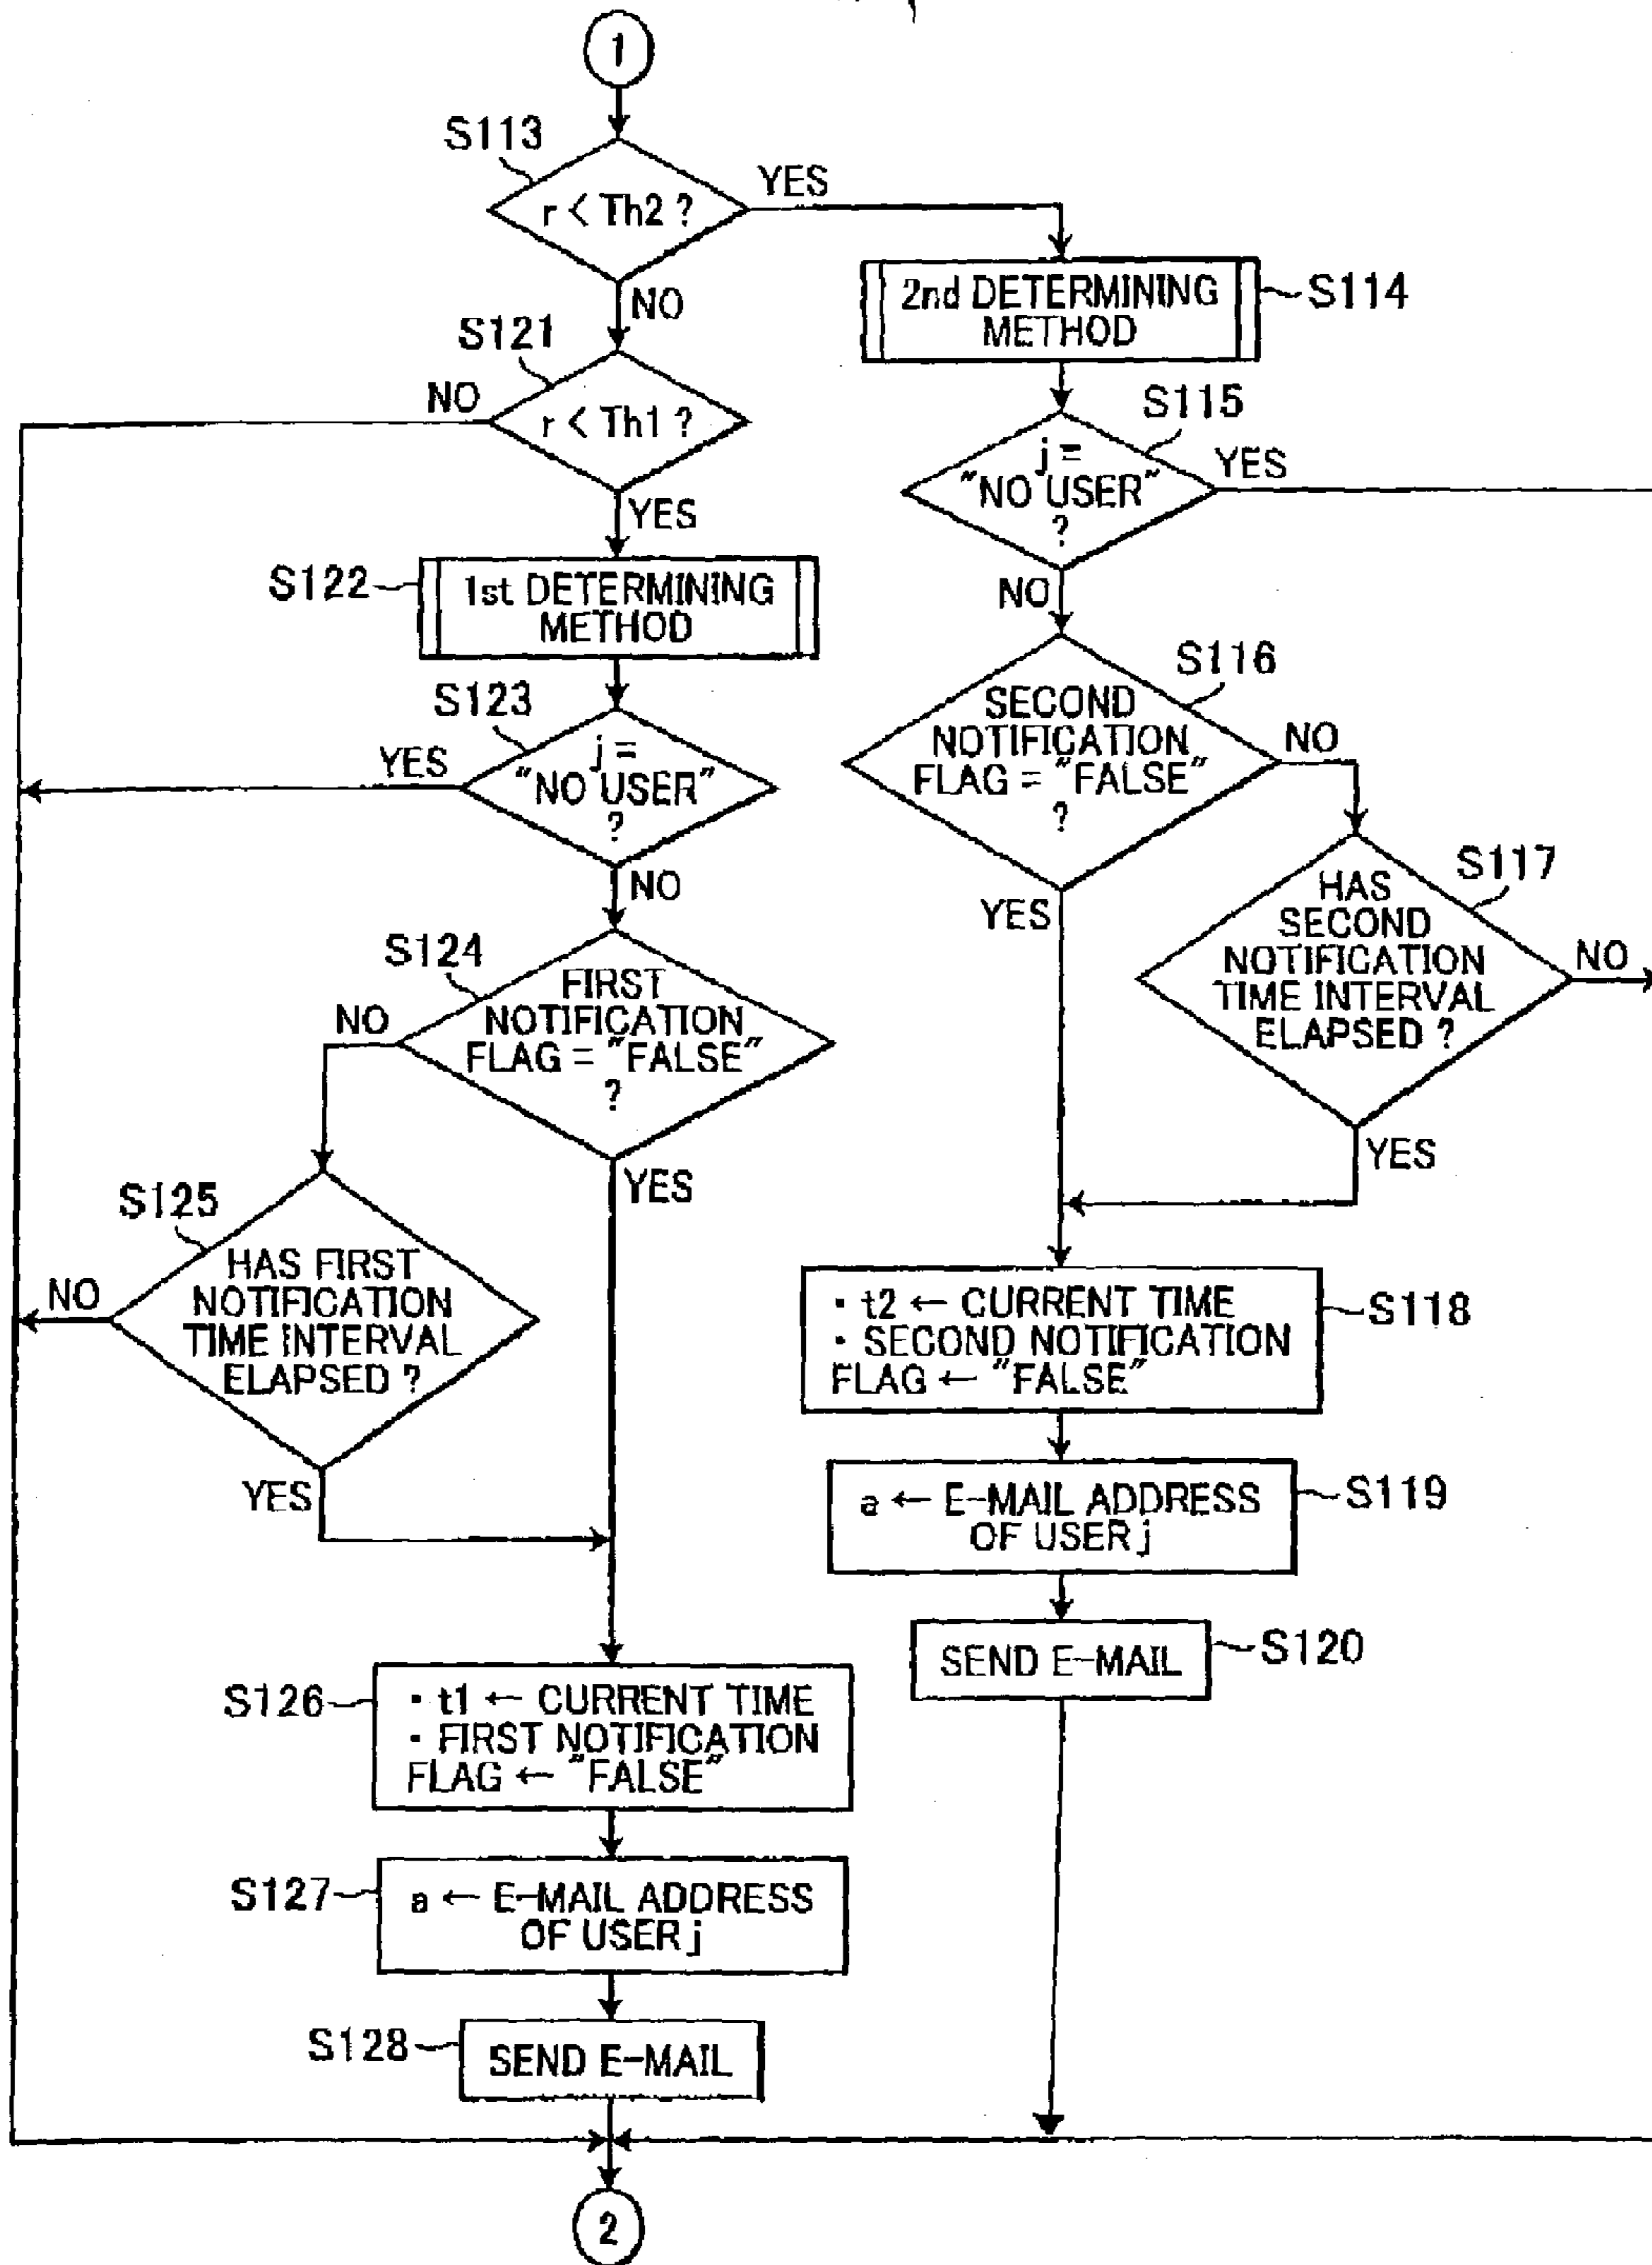 1
S113
r < Th2 ?
YES
NO
2nd DETERMINING
METHOD
S114
S121
r < Th1 ?
NO
YES
S115
j =
"NO USER"
?
YES
NO
S122
1st DETERMINING
METHOD
S123
j =
"NO USER"
?
YES
NO
S116
SECOND
NOTIFICATION
FLAG = "FALSE"
?
NO
YES
S117
HAS
SECOND
NOTIFICATION
TIME INTERVAL
ELAPSED ?
NO
YES
S124
FIRST
NOTIFICATION
FLAG = "FALSE"
?
NO
YES
S125
HAS FIRST
NOTIFICATION
TIME INTERVAL
ELAPSED ?
NO
YES
· t2 ← CURRENT TIME
· SECOND NOTIFICATION
FLAG ← "FALSE"
S118
a ← E-MAIL ADDRESS
OF USER j
S119
SEND E-MAIL
S120
S126
· t1 ← CURRENT TIME
· FIRST NOTIFICATION
FLAG ← "FALSE"
S127
a ← E-MAIL ADDRESS
OF USER j
S128
SEND E-MAIL
2